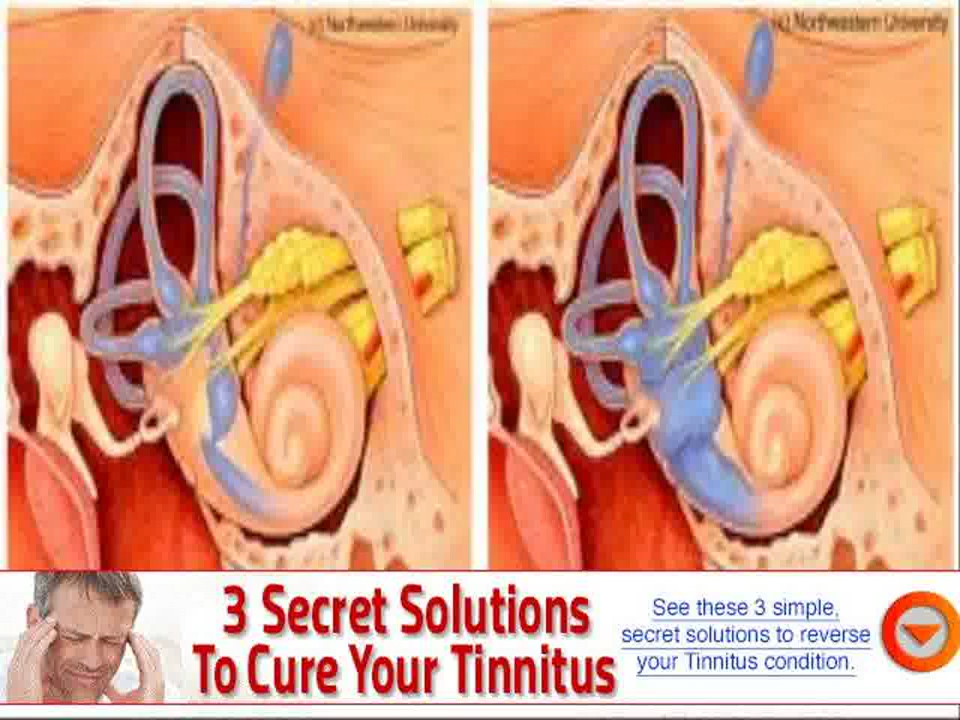 (c) Northwestern University
(c) Northwestern University
3 Secret Solutions
To Cure Your Tinnitus
See these 3 simple,
secret solutions to reverse
your Tinnitus condition.